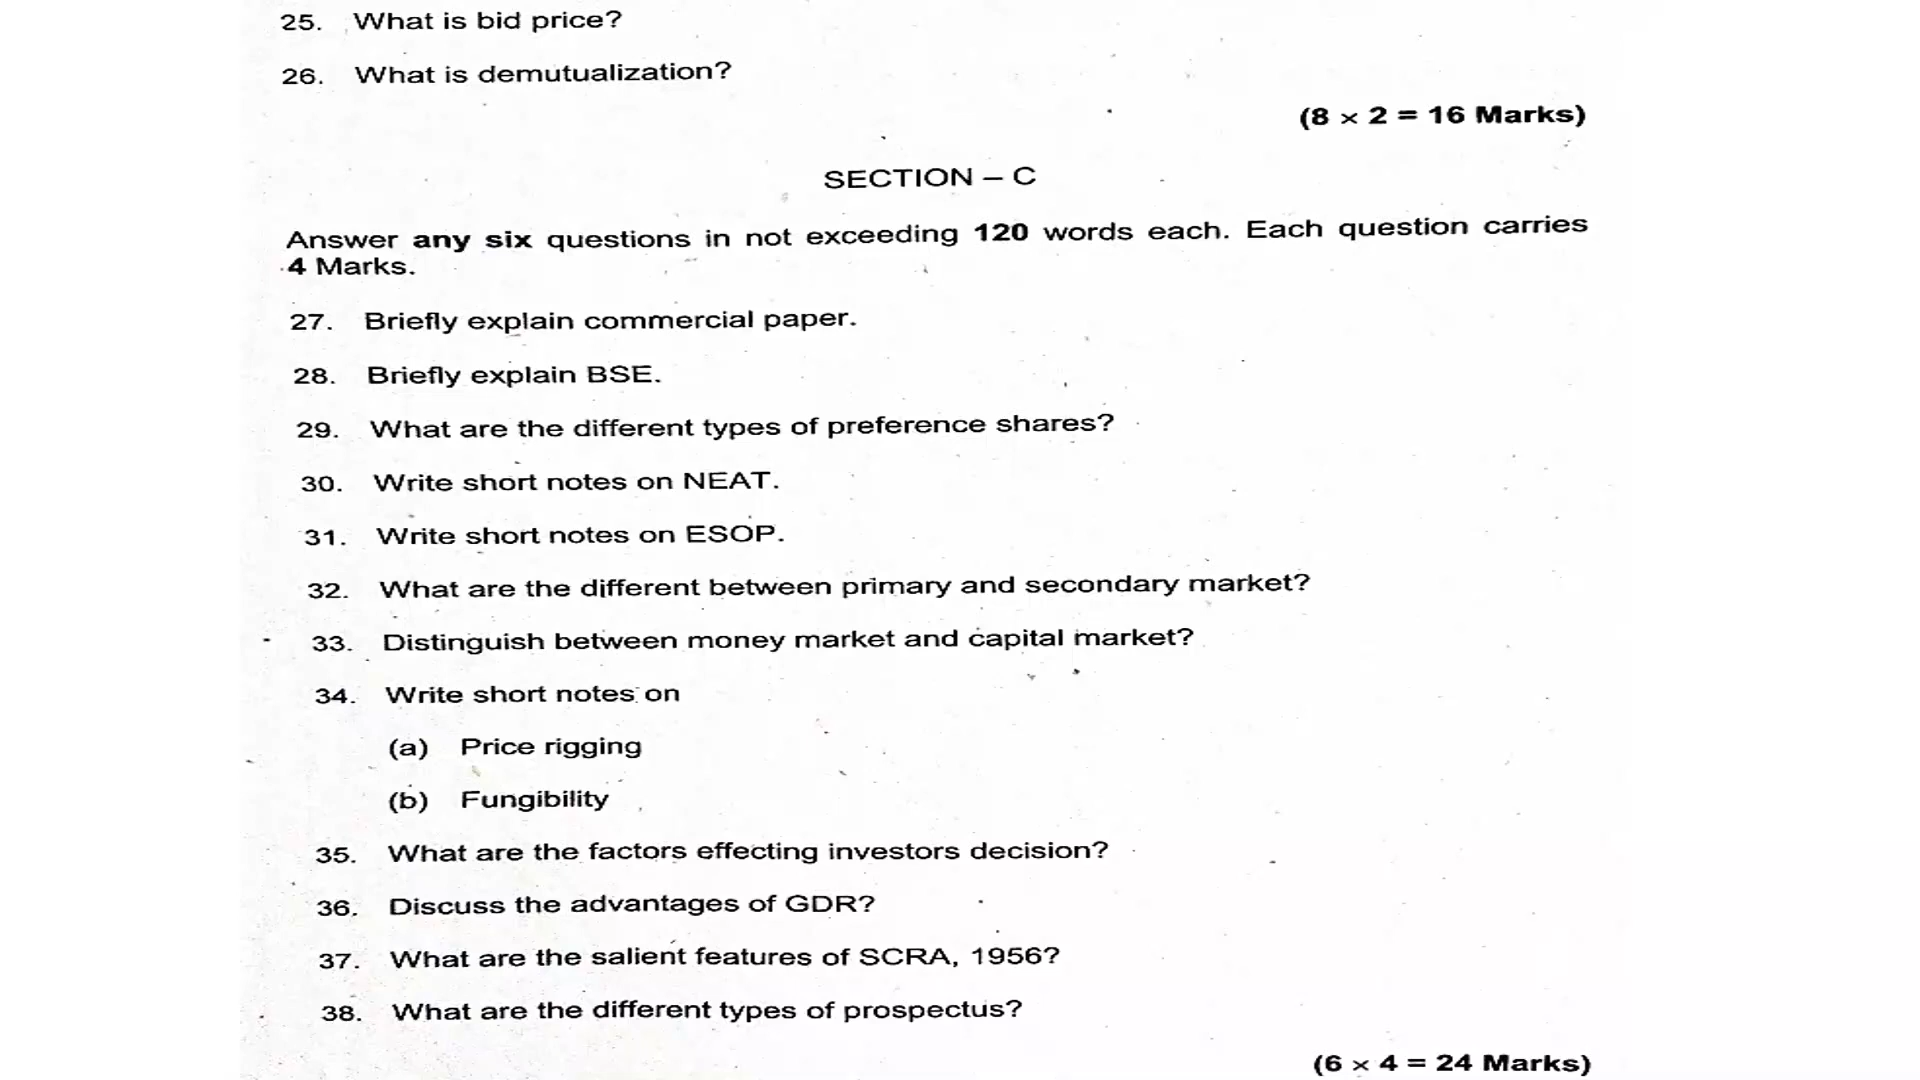 25. What is bid price?
26. What is demutualization?
(8 × 2 = 16 Marks)
SECTION – C
Answer any six questions in not exceeding 120 words each. Each question carries
4 Marks.
27. Briefly explain commercial paper.
28. Briefly explain BSE.
29. What are the different types of preference shares?
30. Write short notes on NEAT.
31. Write short notes on ESOP.
32. What are the different between primary and secondary market?
33. Distinguish between money market and capital market?
34. Write short notes on
(a) Price rigging
(b) Fungibility
35. What are the factors effecting investors decision?
36. Discuss the advantages of GDR?
37. What are the salient features of SCRA, 1956?
38. What are the different types of prospectus?
(6 × 4 = 24 Marks)